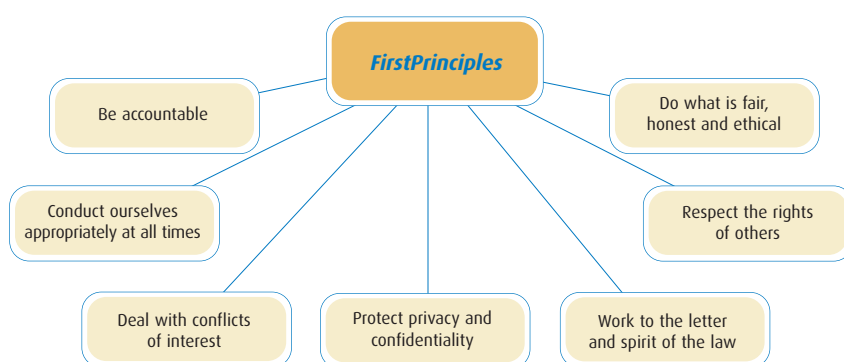 FirstPrinciples
Be accountable
Do what is fair,
honest and ethical
Conduct ourselves
appropriately at all times
Respect the rights
of others
Deal with conflicts
of interest
Protect privacy and
confidentiality
Work to the letter
and spirit of the law